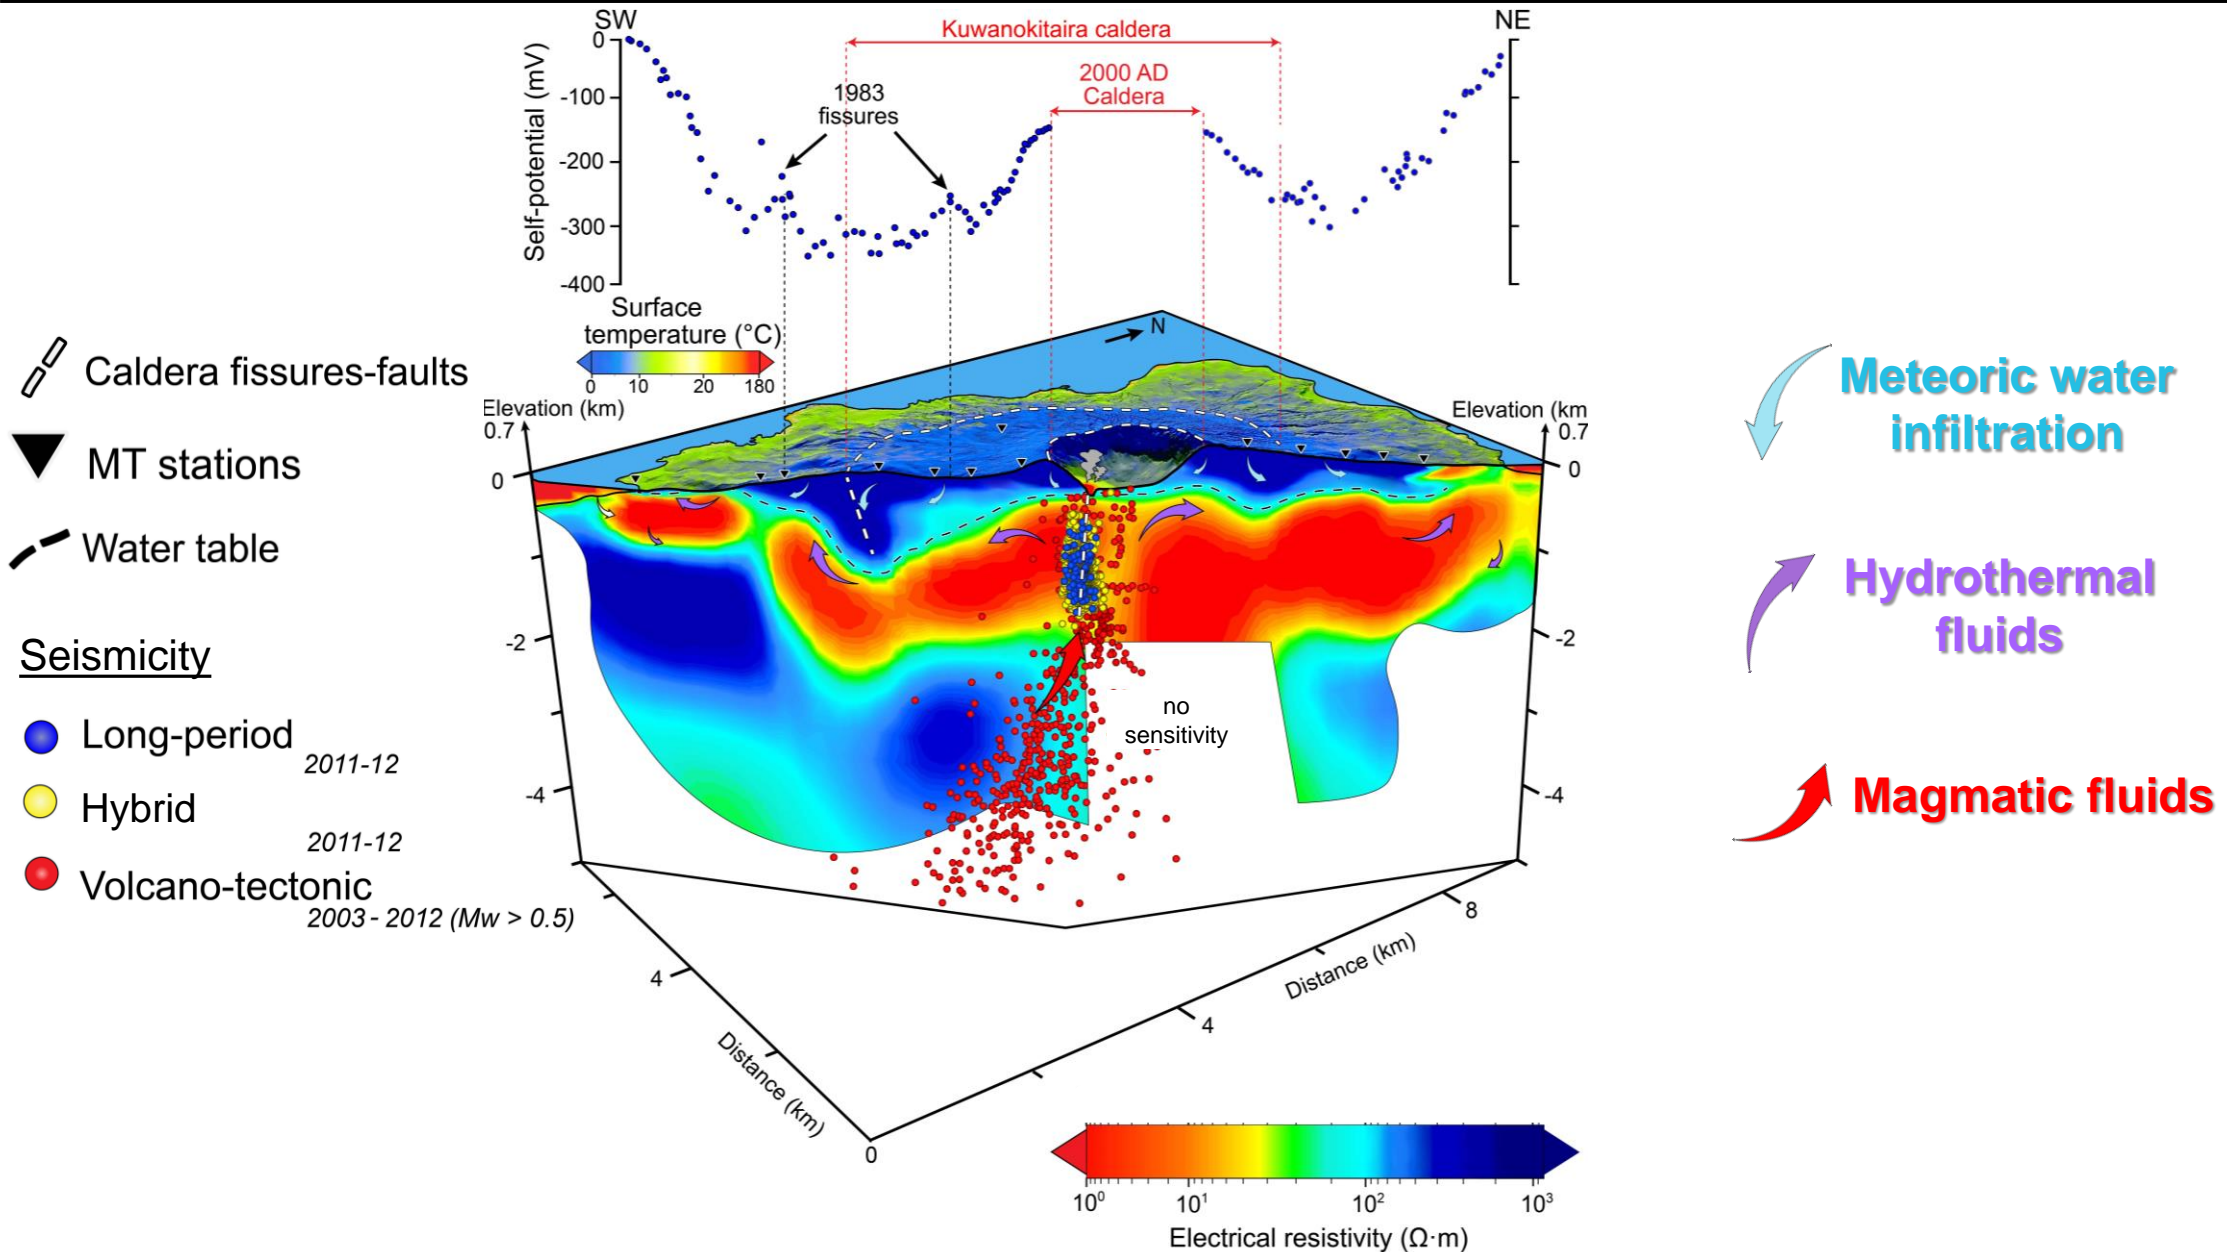 SW
NE
Kuwanokitaira caldera
2000 AD
Caldera
1983
fissures
Self-potential (mV)
0
-100
-200
-300
-400
Surface
temperature (°C)
0 10 20 180
N
Elevation (km)
0.7
0
-2
-4
Elevation (km
0.7
0
-2
-4
no
sensitivity
4
Distance (km)
0
4
8
Distance (km)
10⁰ 10¹ 10² 10³
Electrical resistivity (Ω·m)
Caldera fissures-faults
MT stations
Water table
Seismicity
Long-period
2011-12
Hybrid
2011-12
Volcano-tectonic
2003 - 2012 (Mw > 0.5)
Meteoric water
infiltration
Hydrothermal
fluids
Magmatic fluids